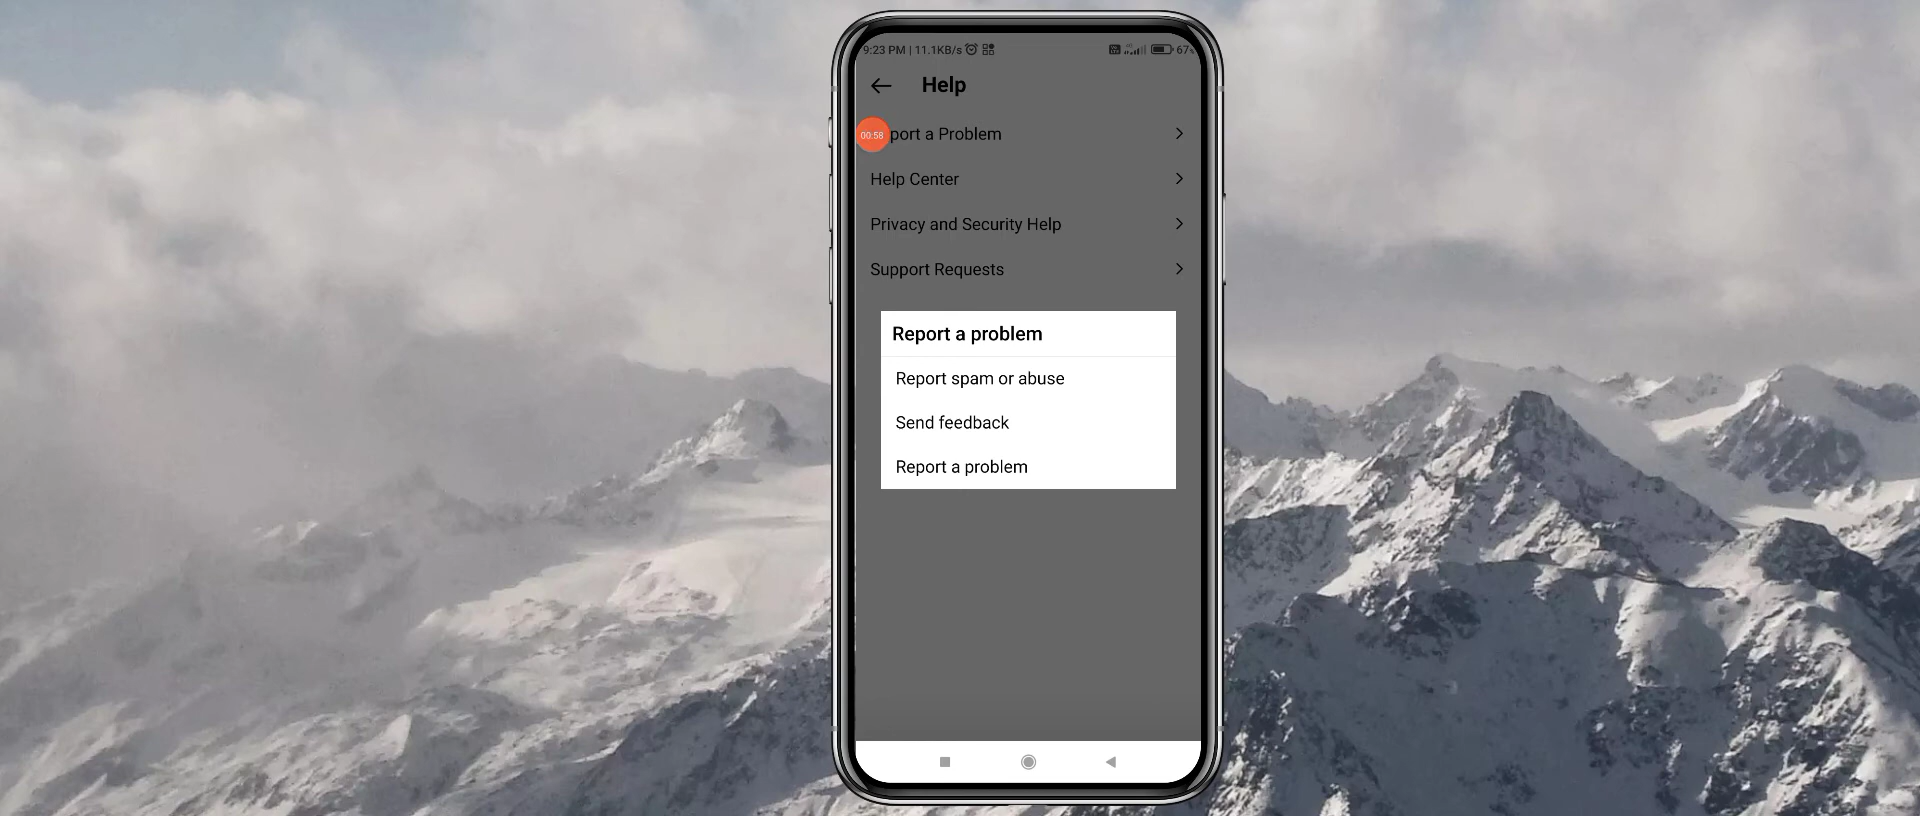 9:23 PM | 11.1KB/s
67
Help
00:58
port a Problem
Help Center
Privacy and Security Help
Support Requests
Report a problem
Report spam or abuse
Send feedback
Report a problem